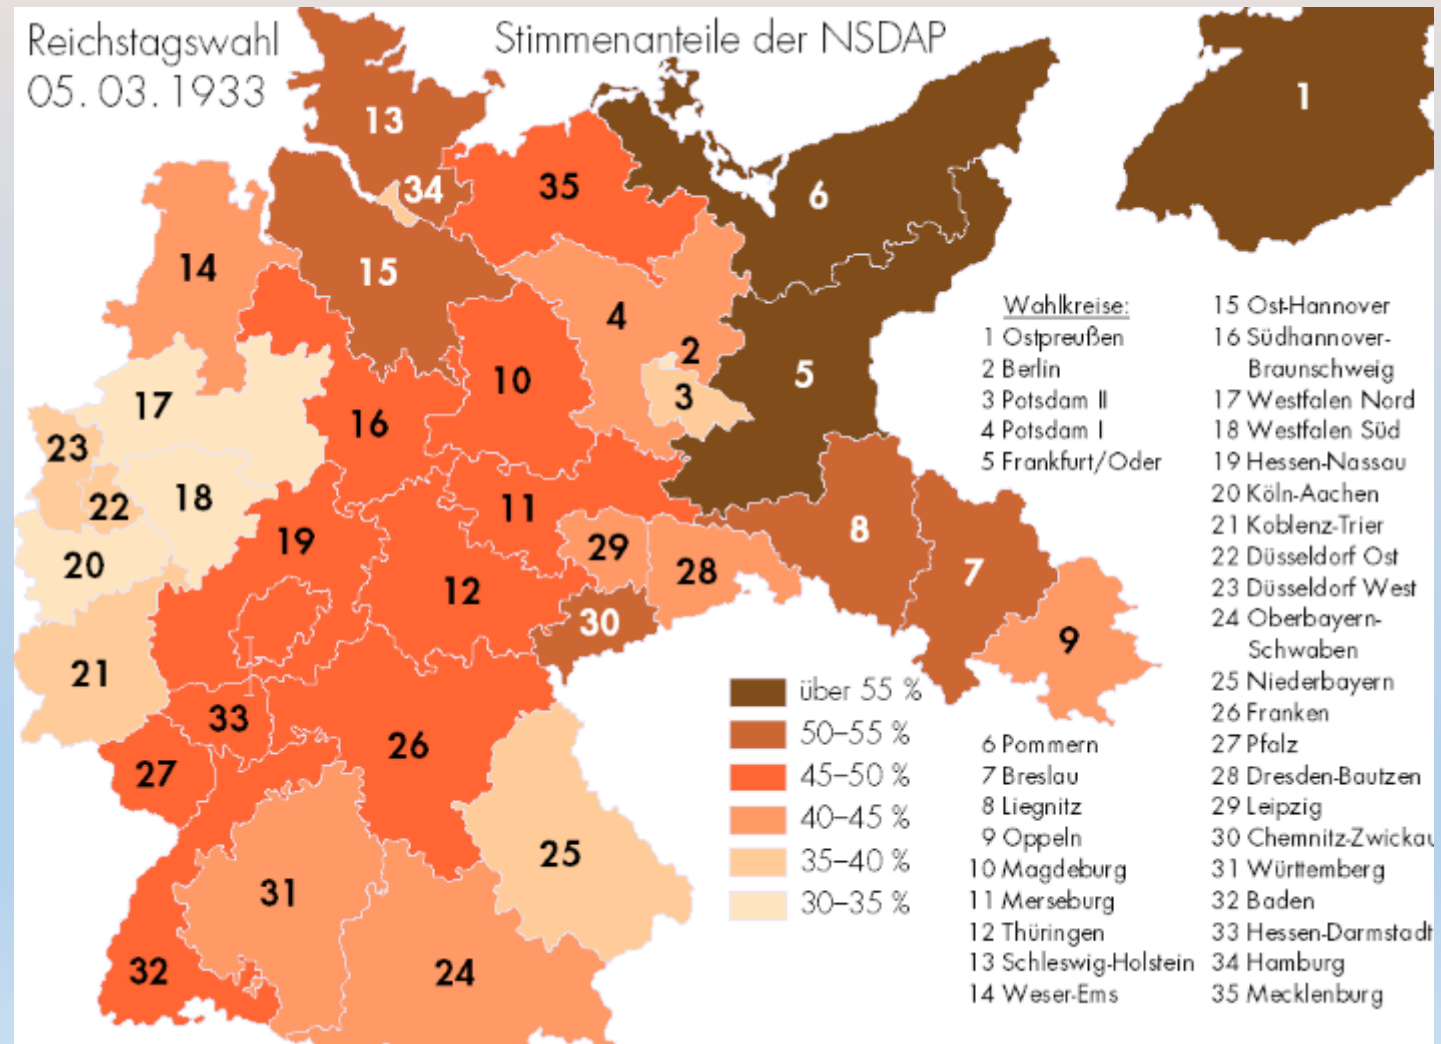 Reichstagswahl
05.03.1933
Stimmenanteile der NSDAP
1
13
34
35
6
14
15
4
2
3
5
10
17
16
23
22
18
11
19
20
29
28
12
8
7
30
9
21
33
26
27
25
31
32
24
über 55 %
50–55 %
45–50 %
40–45 %
35–40 %
30–35 %
Wahlkreise:
1 Ostpreußen
2 Berlin
3 Potsdam II
4 Potsdam I
5 Frankfurt/Oder
6 Pommern
7 Breslau
8 Liegnitz
9 Oppeln
10 Magdeburg
11 Merseburg
12 Thüringen
13 Schleswig-Holstein
14 Weser-Ems
15 Ost-Hannover
16 Südhannover-
Braunschweig
17 Westfalen Nord
18 Westfalen Süd
19 Hessen-Nassau
20 Köln-Aachen
21 Koblenz-Trier
22 Düsseldorf Ost
23 Düsseldorf West
24 Oberbayern-
Schwaben
25 Niederbayern
26 Franken
27 Pfalz
28 Dresden-Bautzen
29 Leipzig
30 Chemnitz-Zwickau
31 Württemberg
32 Baden
33 Hessen-Darmstadt
34 Hamburg
35 Mecklenburg